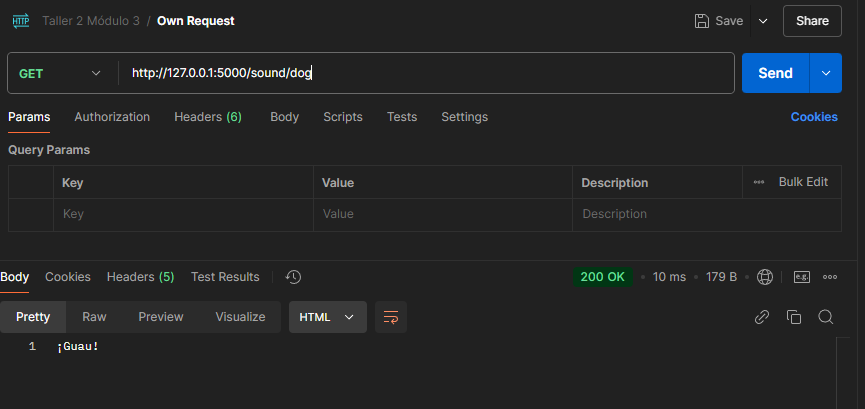 HTTP Taller 2 Módulo 3 / Own Request Save Share
GET http://127.0.0.1:5000/sound/dog Send
Params Authorization Headers (6) Body Scripts Tests Settings Cookies
Query Params
Key Value Description Bulk Edit
Key Value Description
Body Cookies Headers (5) Test Results 200 OK 10 ms 179 B e.g.
Pretty Raw Preview Visualize HTML
1 ¡Guau!